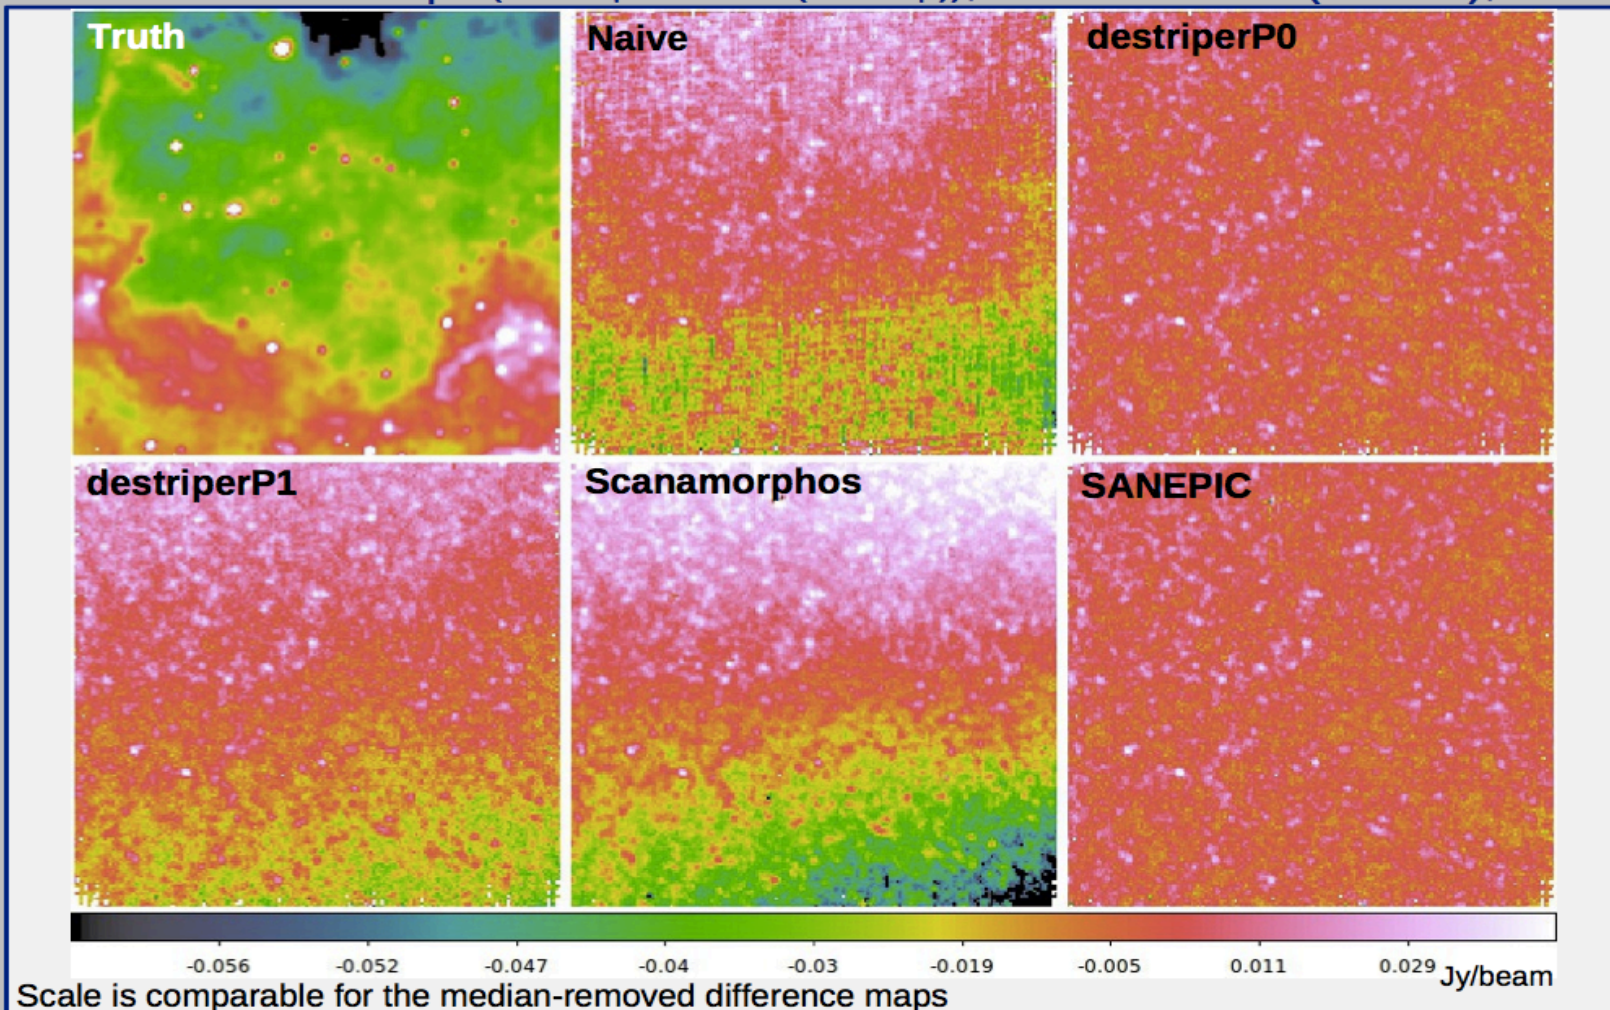 Truth
Naive
destriperP0
destriperP1
Scanamorphos
SANEPIC
-0.056 -0.052 -0.047 -0.04 -0.03 -0.019 -0.005 0.011 0.029 Jy/beam
Scale is comparable for the median-removed difference maps